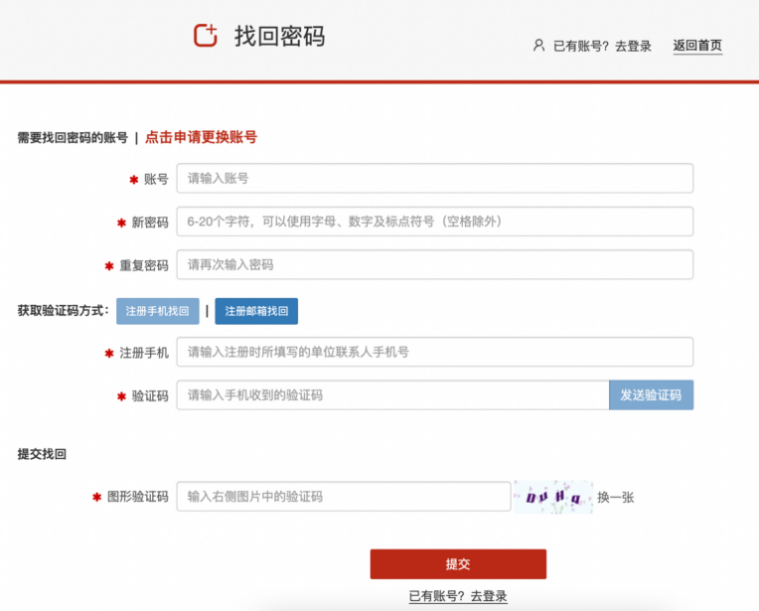 找回密码
已有账号？去登录 返回首页
需要找回密码的账号 | 点击申请更换账号
* 账号 请输入账号
* 新密码 6-20个字符，可以使用字母、数字及标点符号（空格除外）
* 重复密码 请再次输入密码
获取验证码方式： 注册手机找回 | 注册邮箱找回
* 注册手机 请输入注册时所填写的单位联系人手机号
* 验证码 请输入手机收到的验证码 发送验证码
提交找回
* 图形验证码 输入右侧图片中的验证码 换一张
提交
已有账号？去登录